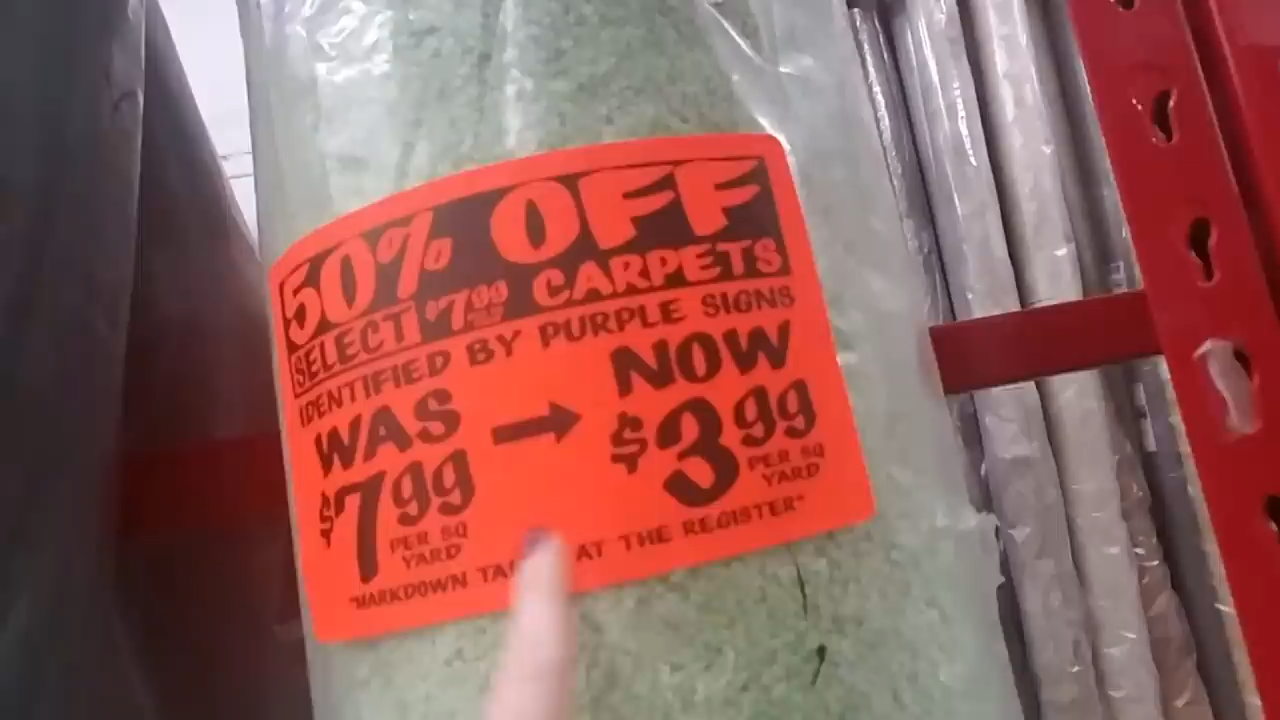 50% OFF
SELECT $7.99 CARPETS
IDENTIFIED BY PURPLE SIGNS
WAS
$7.99 PER SQ YARD
NOW
$3.99 PER SQ YARD
"MARKDOWN AT THE REGISTER"